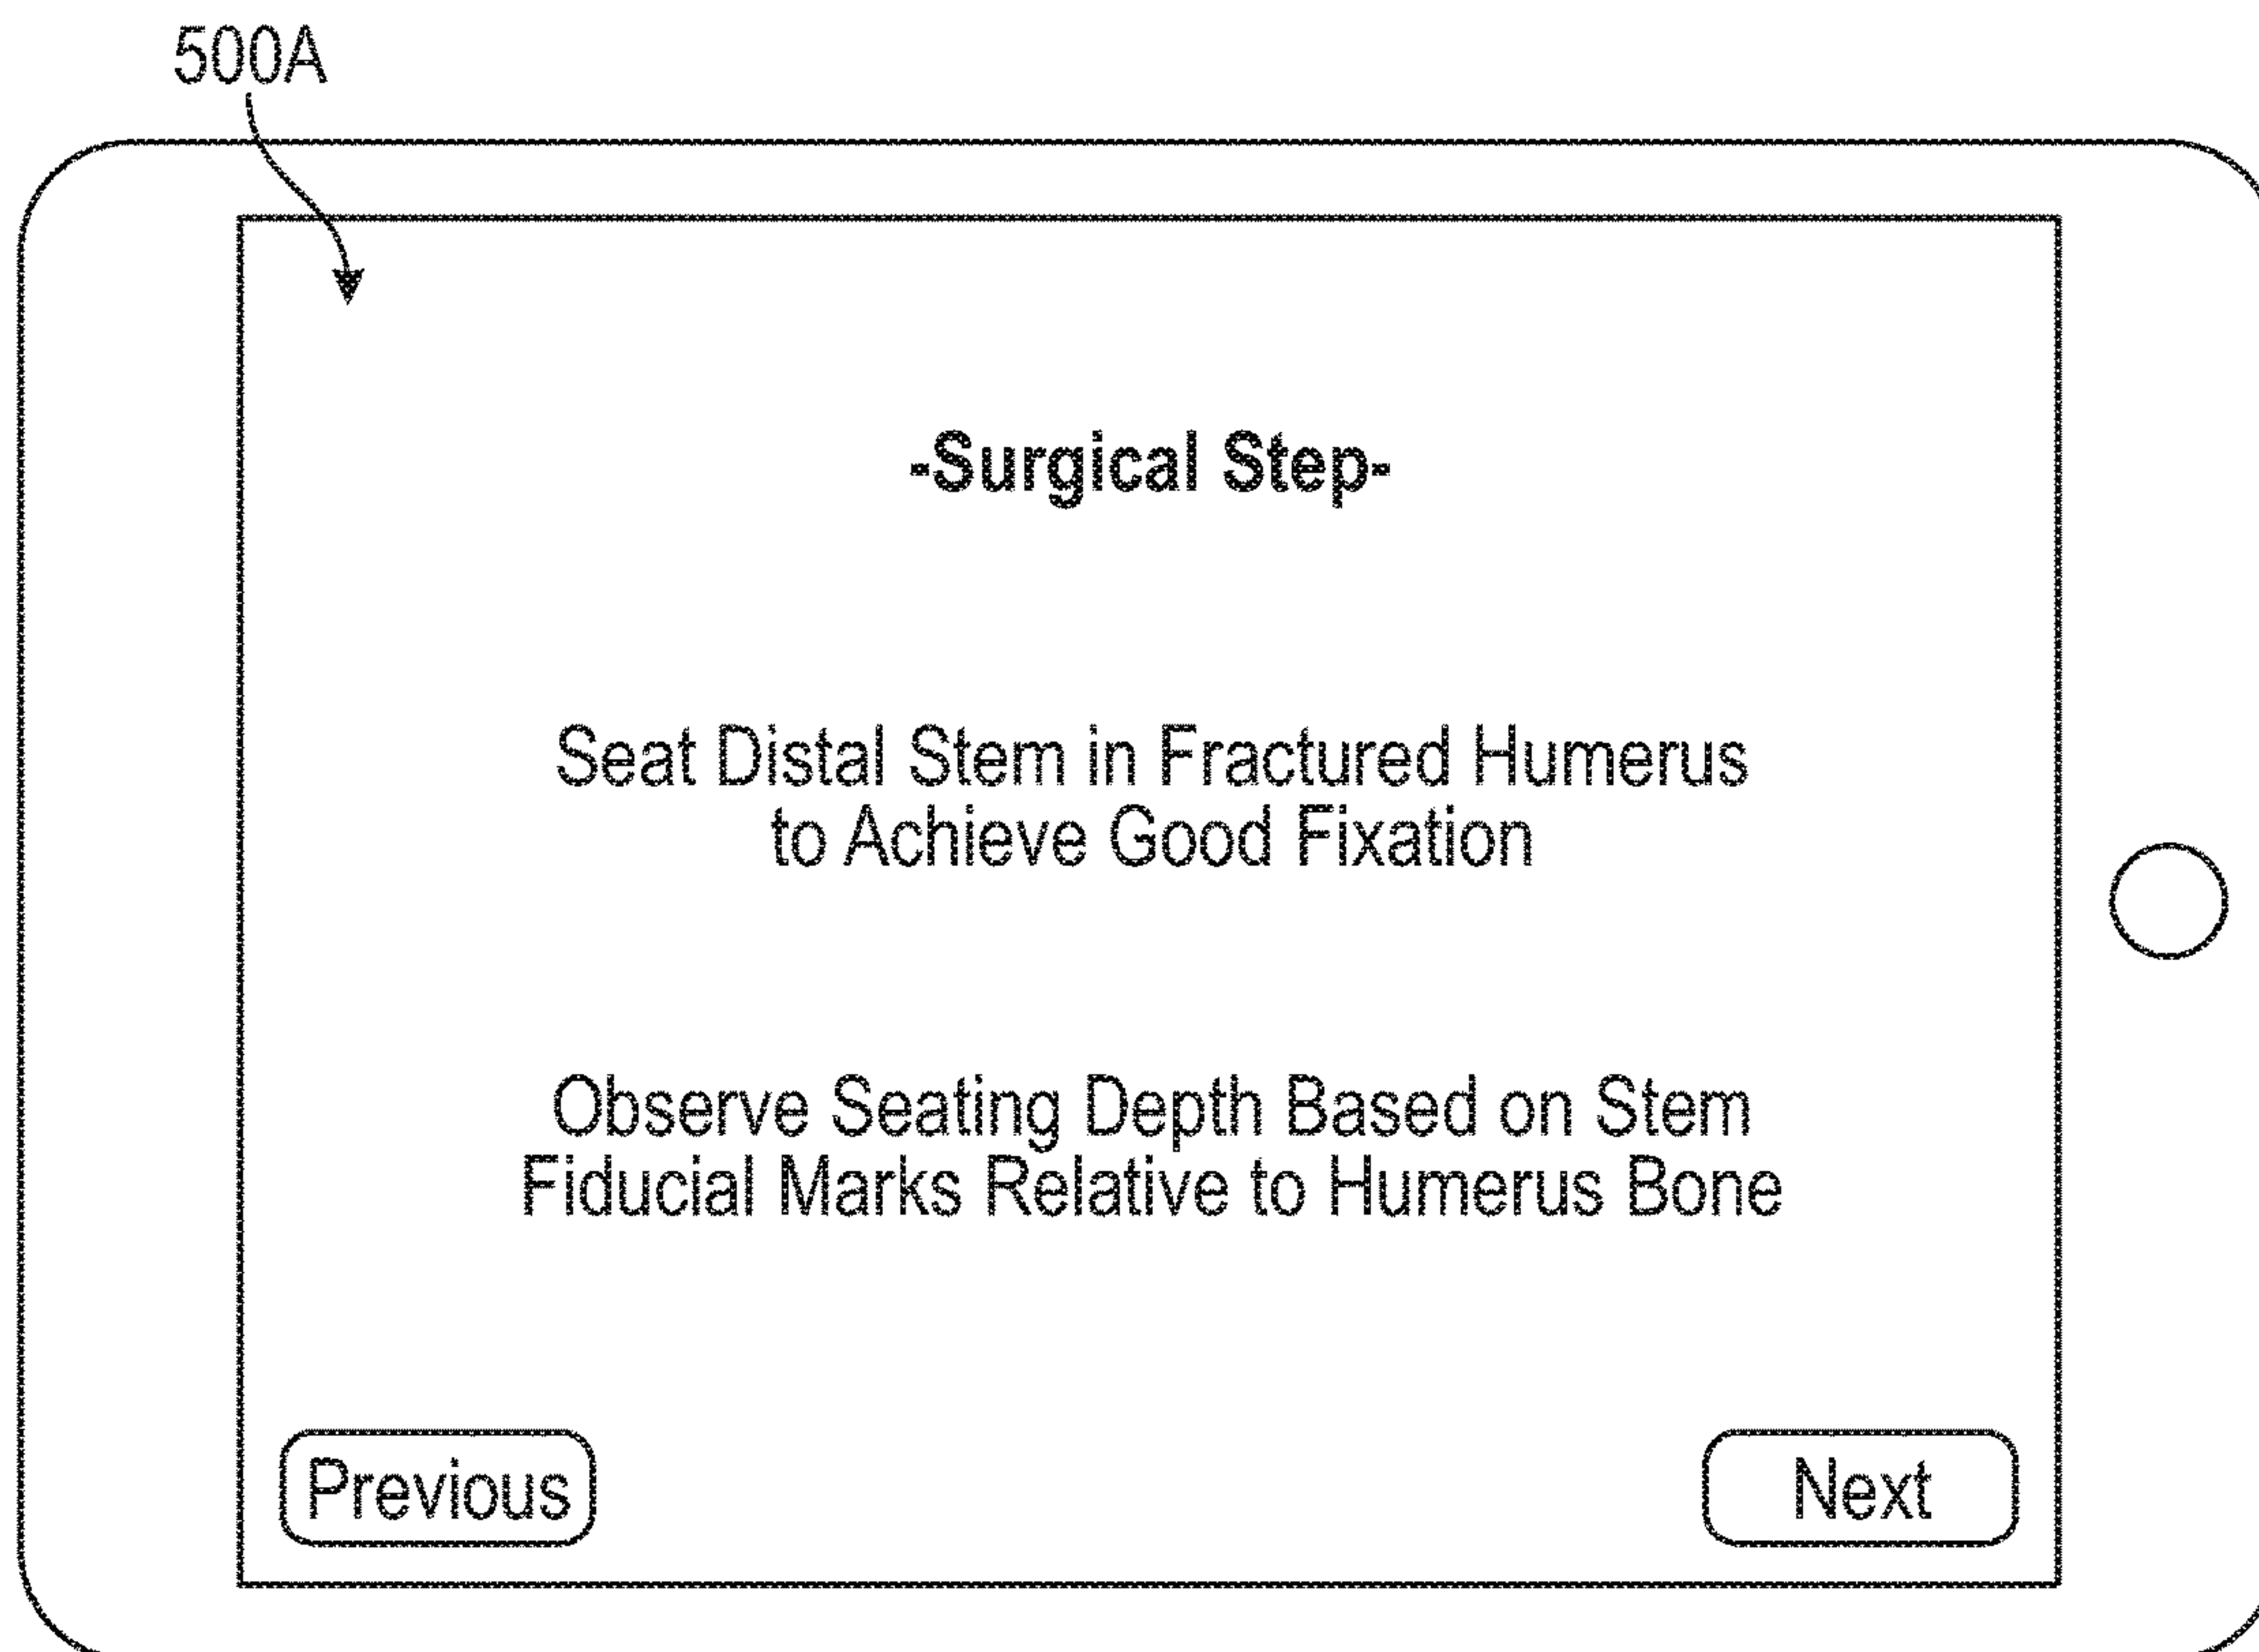 500A
-Surgical Step-
Seat Distal Stem in Fractured Humerus
to Achieve Good Fixation
Observe Seating Depth Based on Stem
Fiducial Marks Relative to Humerus Bone
Previous
Next